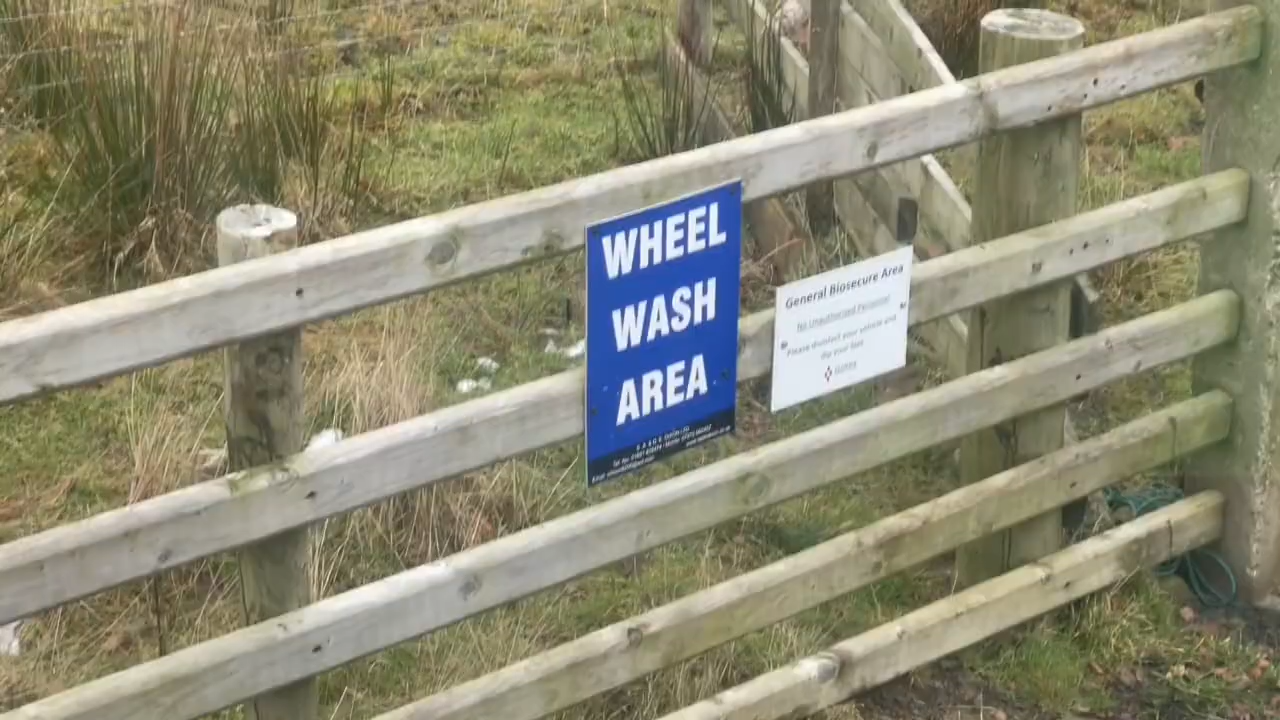 WHEEL
WASH
AREA
General Biosecure Area
No Unauthorised Personnel
Please disinfect your vehicle and
dip your feet